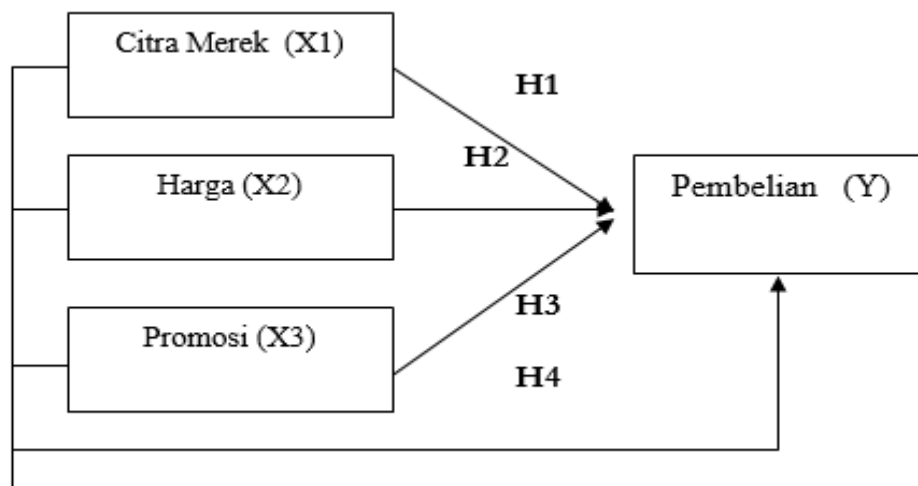 Citra Merek (X1)
H1
H2
Harga (X2)
Pembelian (Y)
Promosi (X3)
H3
H4